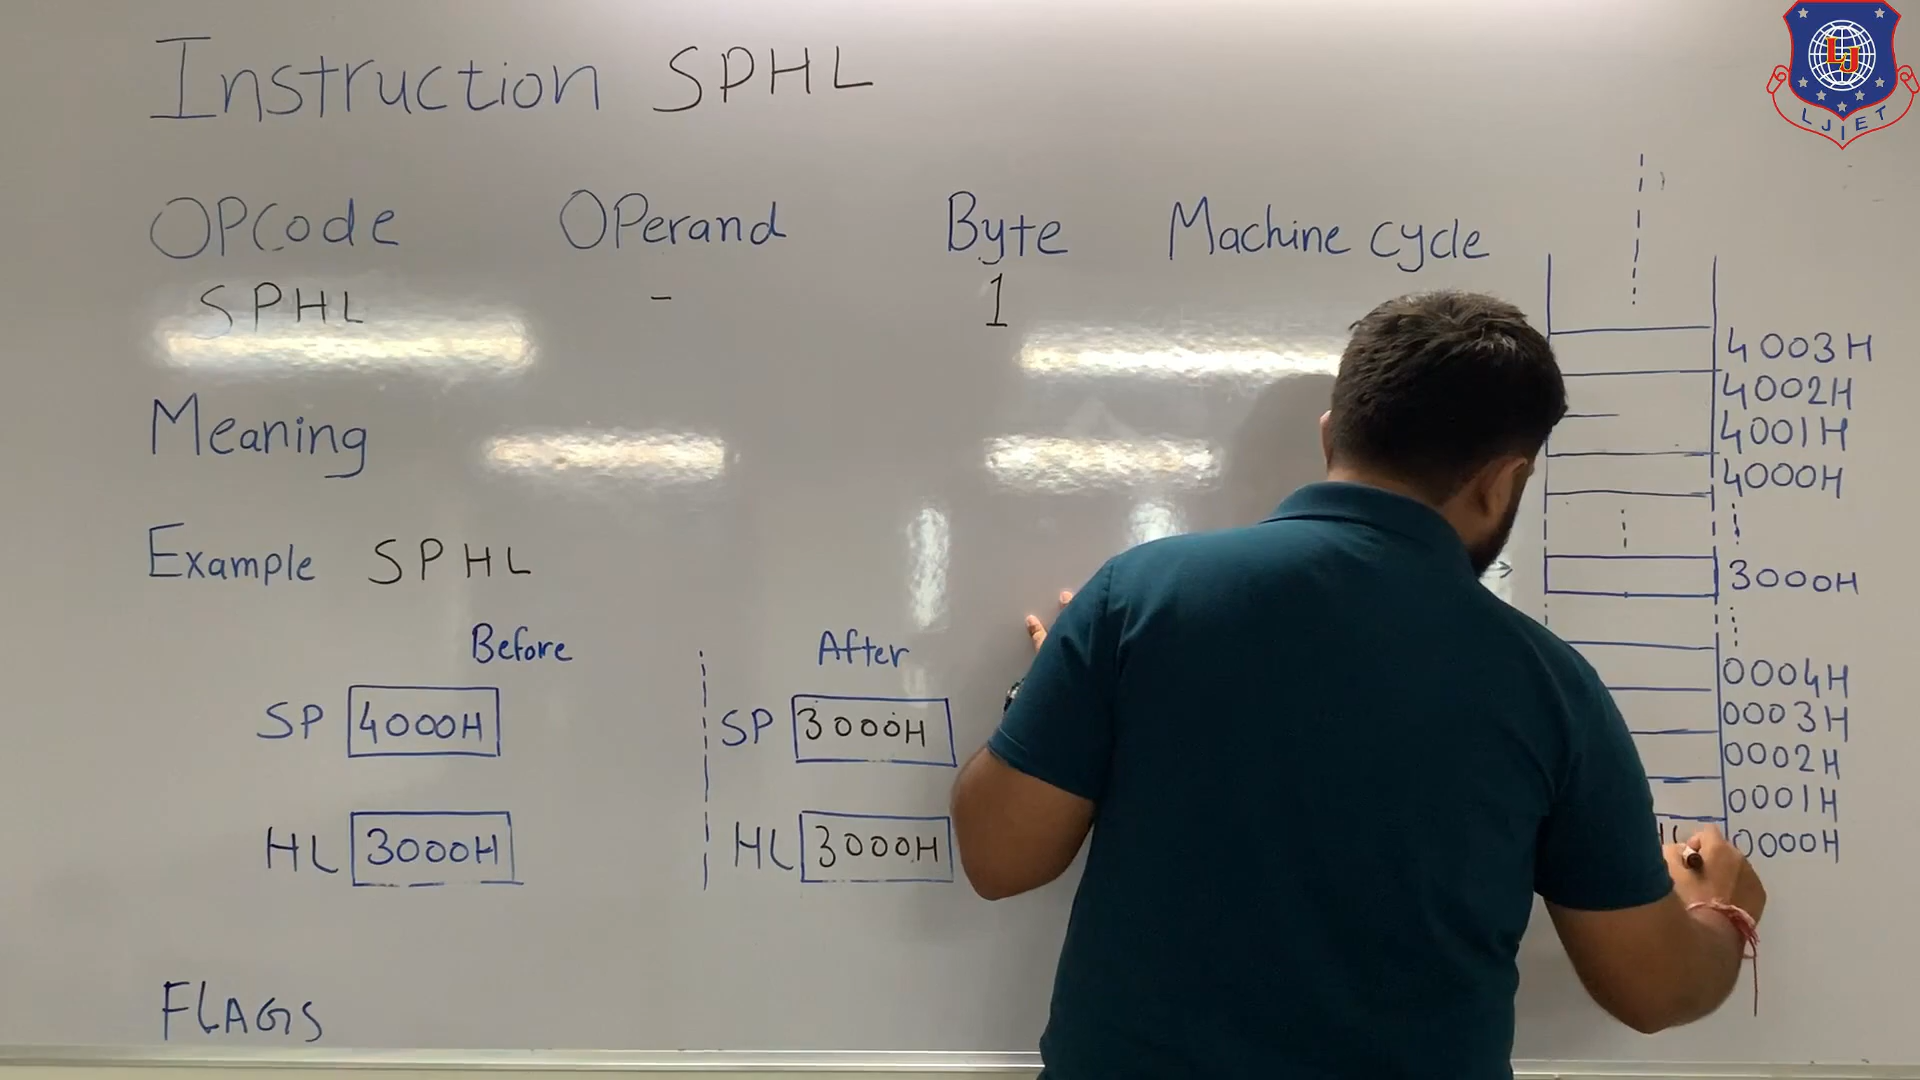 Instruction SPHL
LJ
LJIET
OPCode OPerand Byte Machine cycle
SPHL - 1
4003H
4002H
Meaning
4001H
4000H
Example SPHL
3000H
Before After
0004H
SP 4000H SP 3000H
0003H
0002H
0001H
HL 3000H HL 3000H
0000H
FLAGS